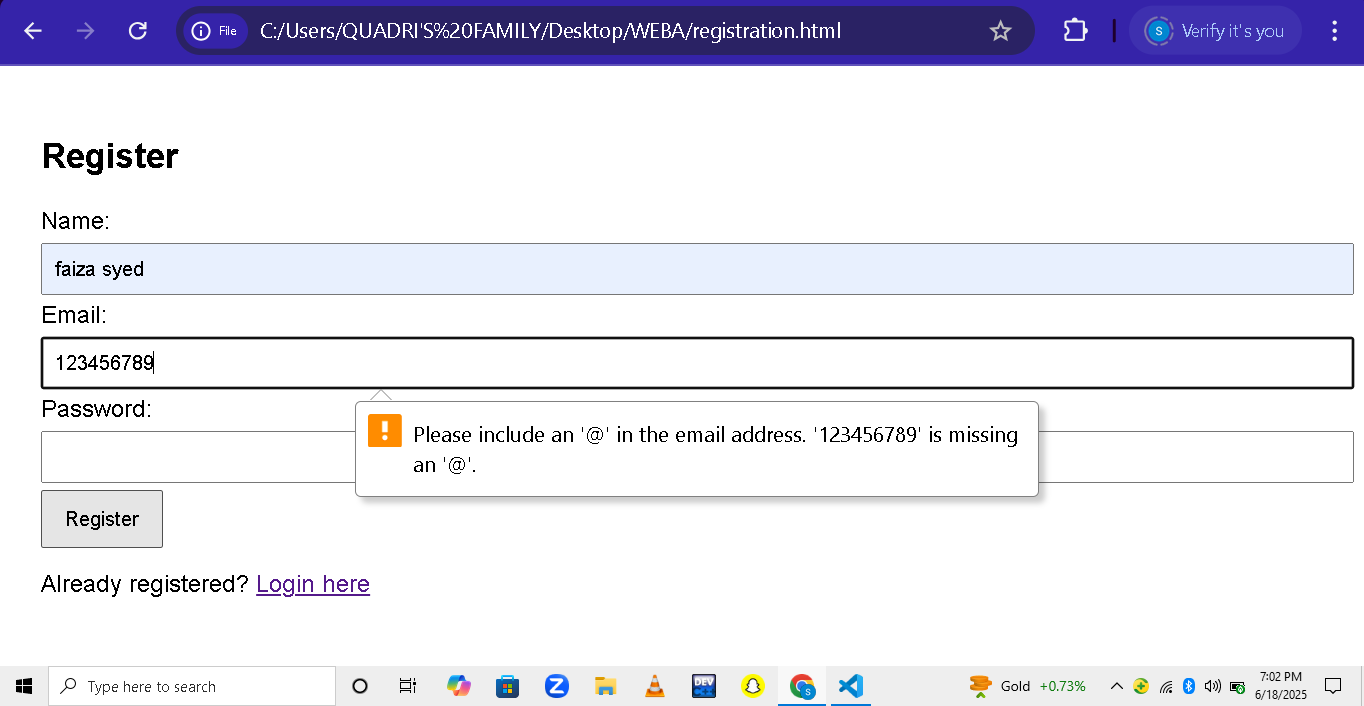 File C:/Users/QUADRI'S%20FAMILY/Desktop/WEBA/registration.html S Verify it's you
Register
Name:
faiza syed
Email:
123456789
Password:
Please include an '@' in the email address. '123456789' is missing
an '@'.
Register
Already registered? Login here
Type here to search
DEV
S
Gold +0.73%
7:02 PM
6/18/2025